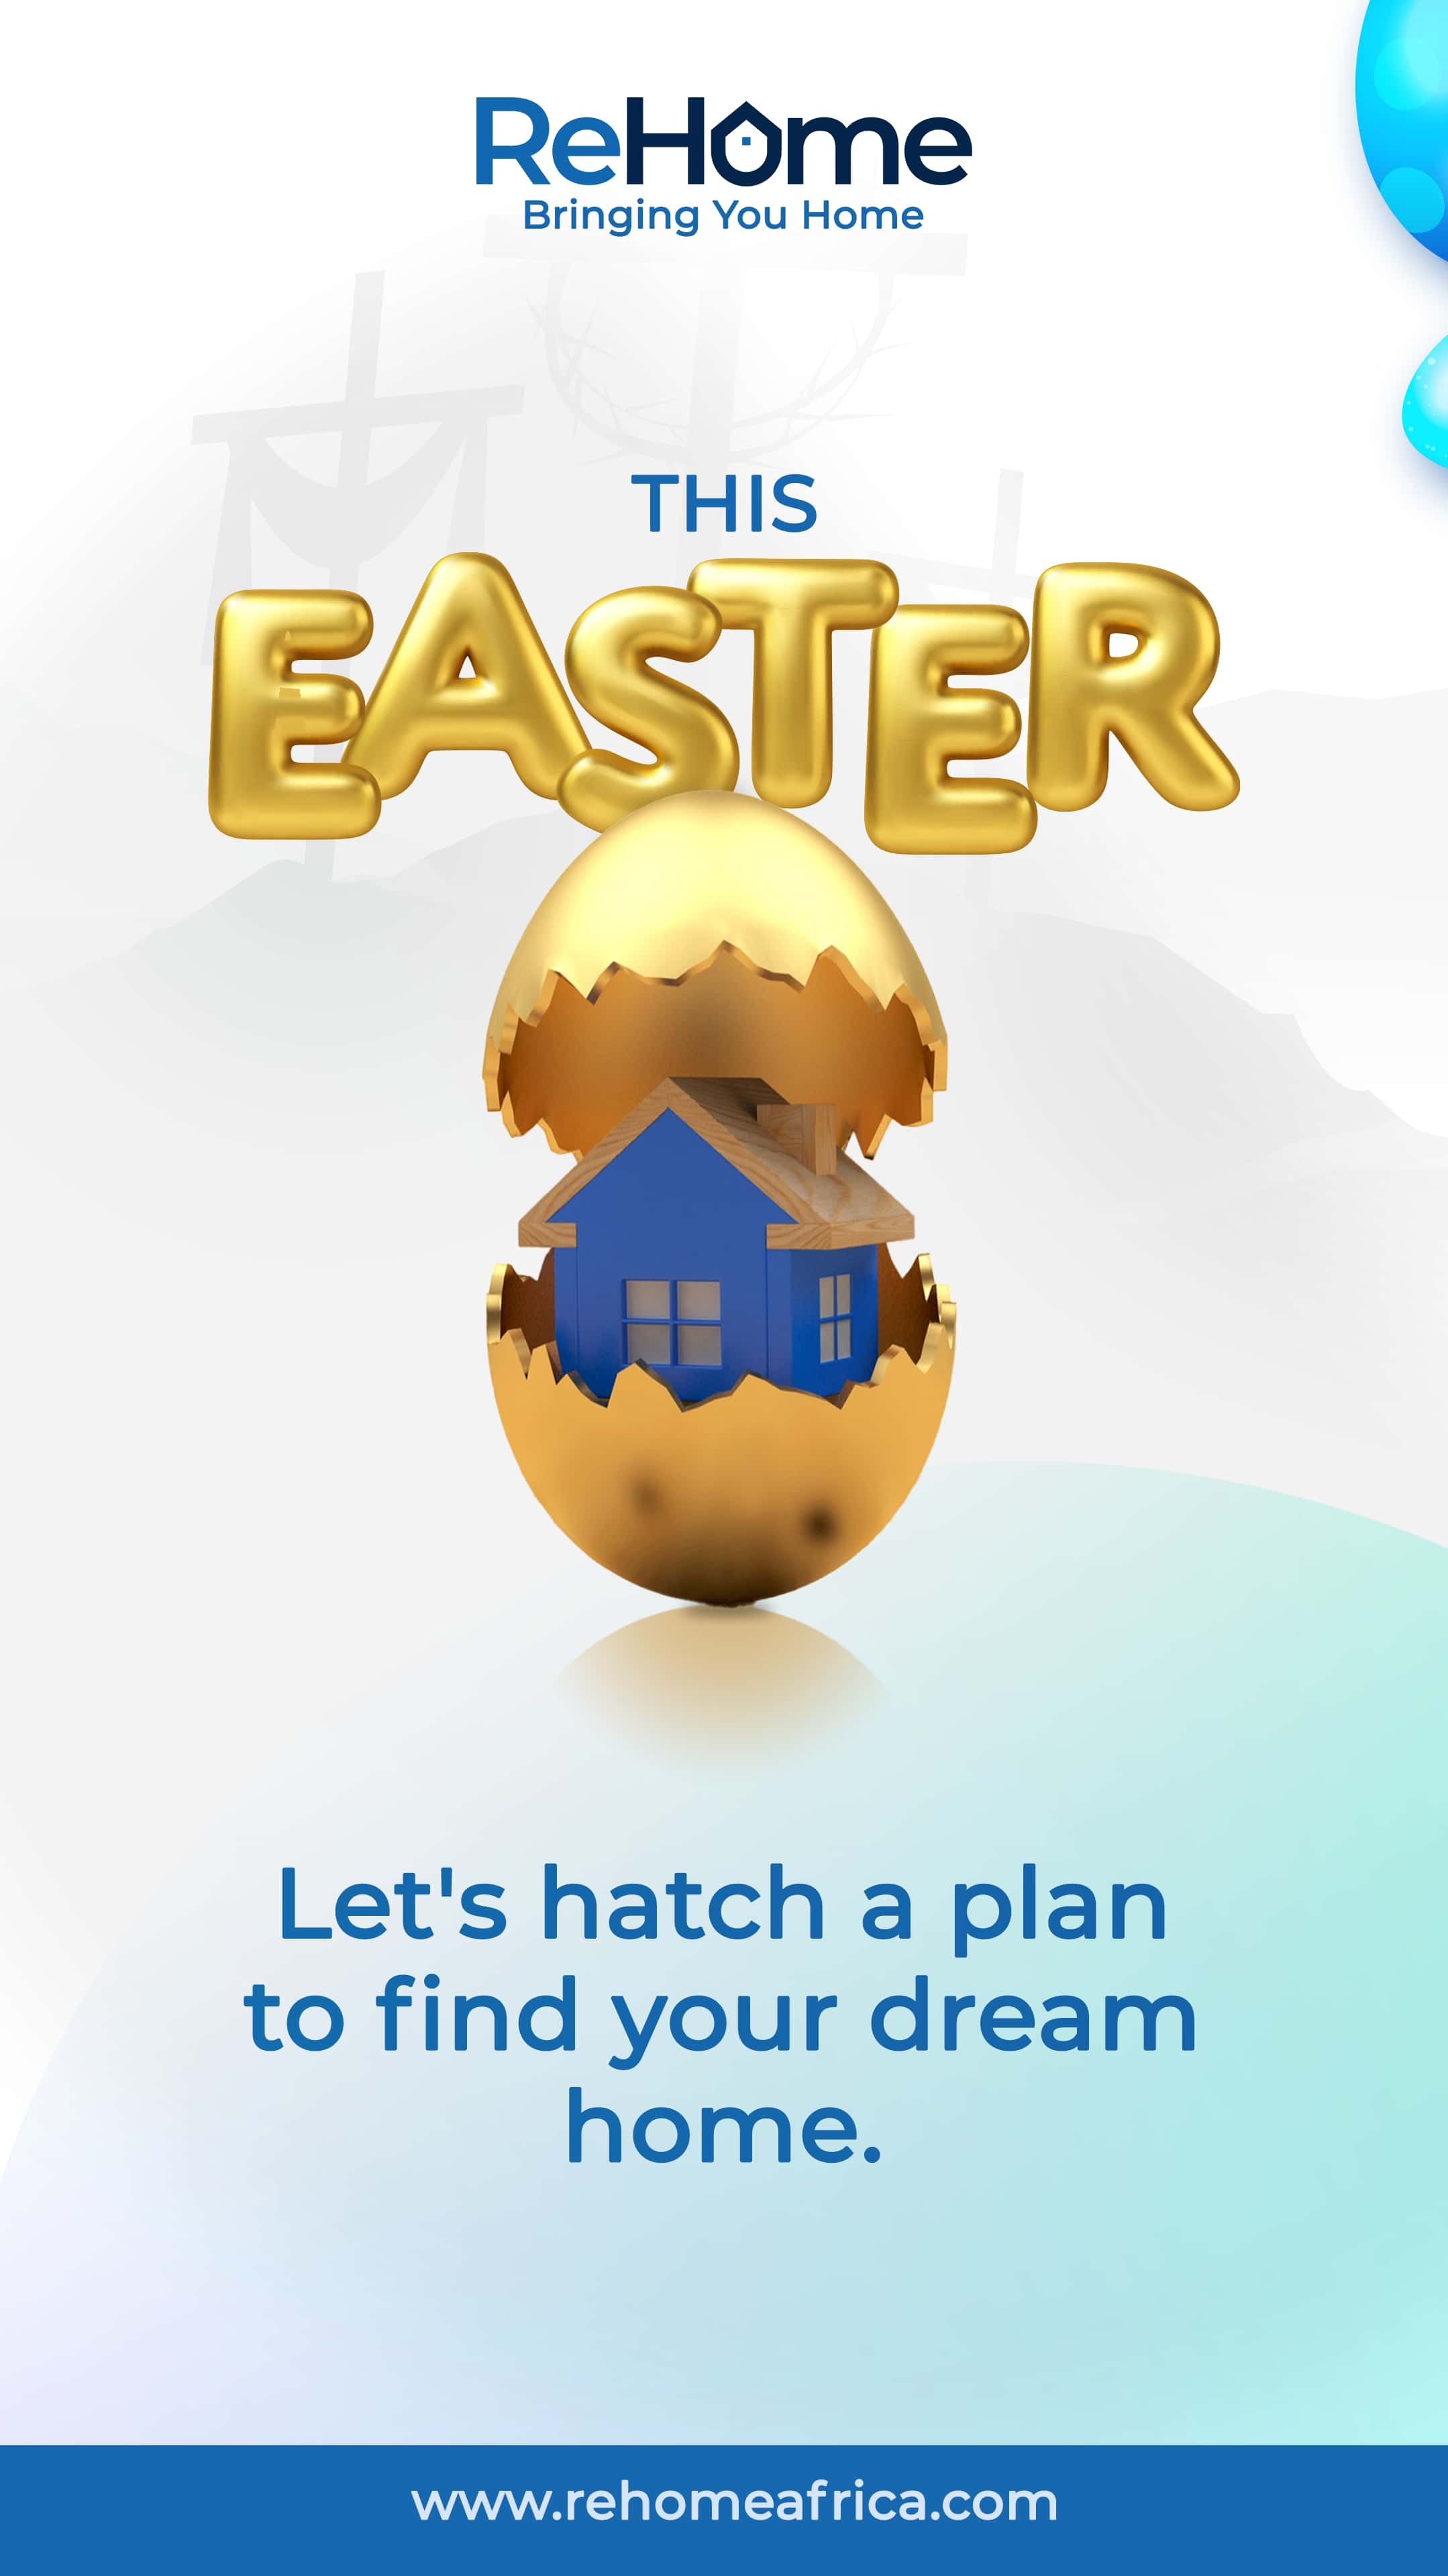 ReHome
Bringing You Home
THIS
EASTER
Let's hatch a plan
to find your dream
home.
www.rehomeafrica.com